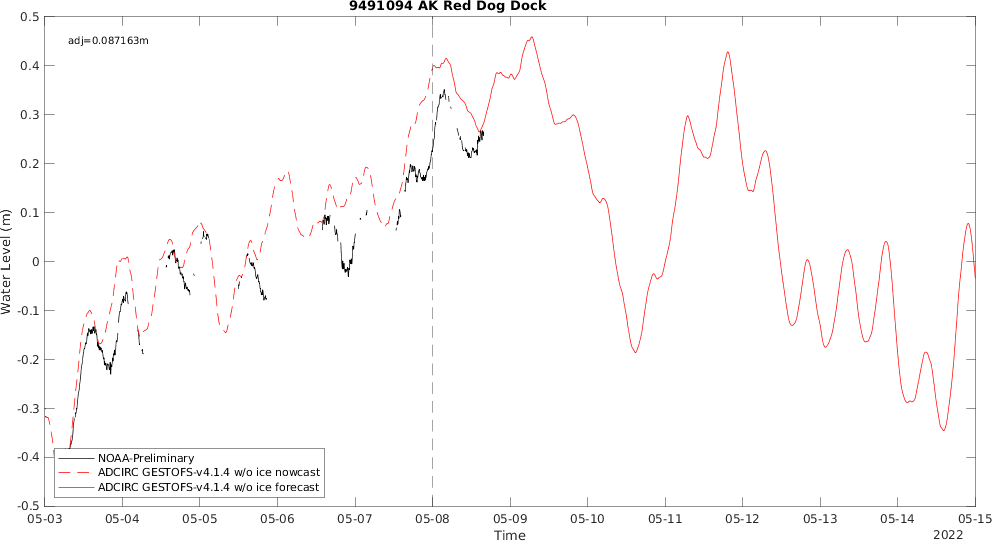 9491094 AK Red Dog Dock
adj=0.087163m
Water Level (m)
0.5
0.4
0.3
0.2
0.1
0
-0.1
-0.2
-0.3
-0.4
-0.5
NOAA-Preliminary
ADCIRC GESTOFS-v4.1.4 w/o ice nowcast
ADCIRC GESTOFS-v4.1.4 w/o ice forecast
05-03 05-04 05-05 05-06 05-07 05-08 05-09 05-10 05-11 05-12 05-13 05-14 05-15
Time
2022